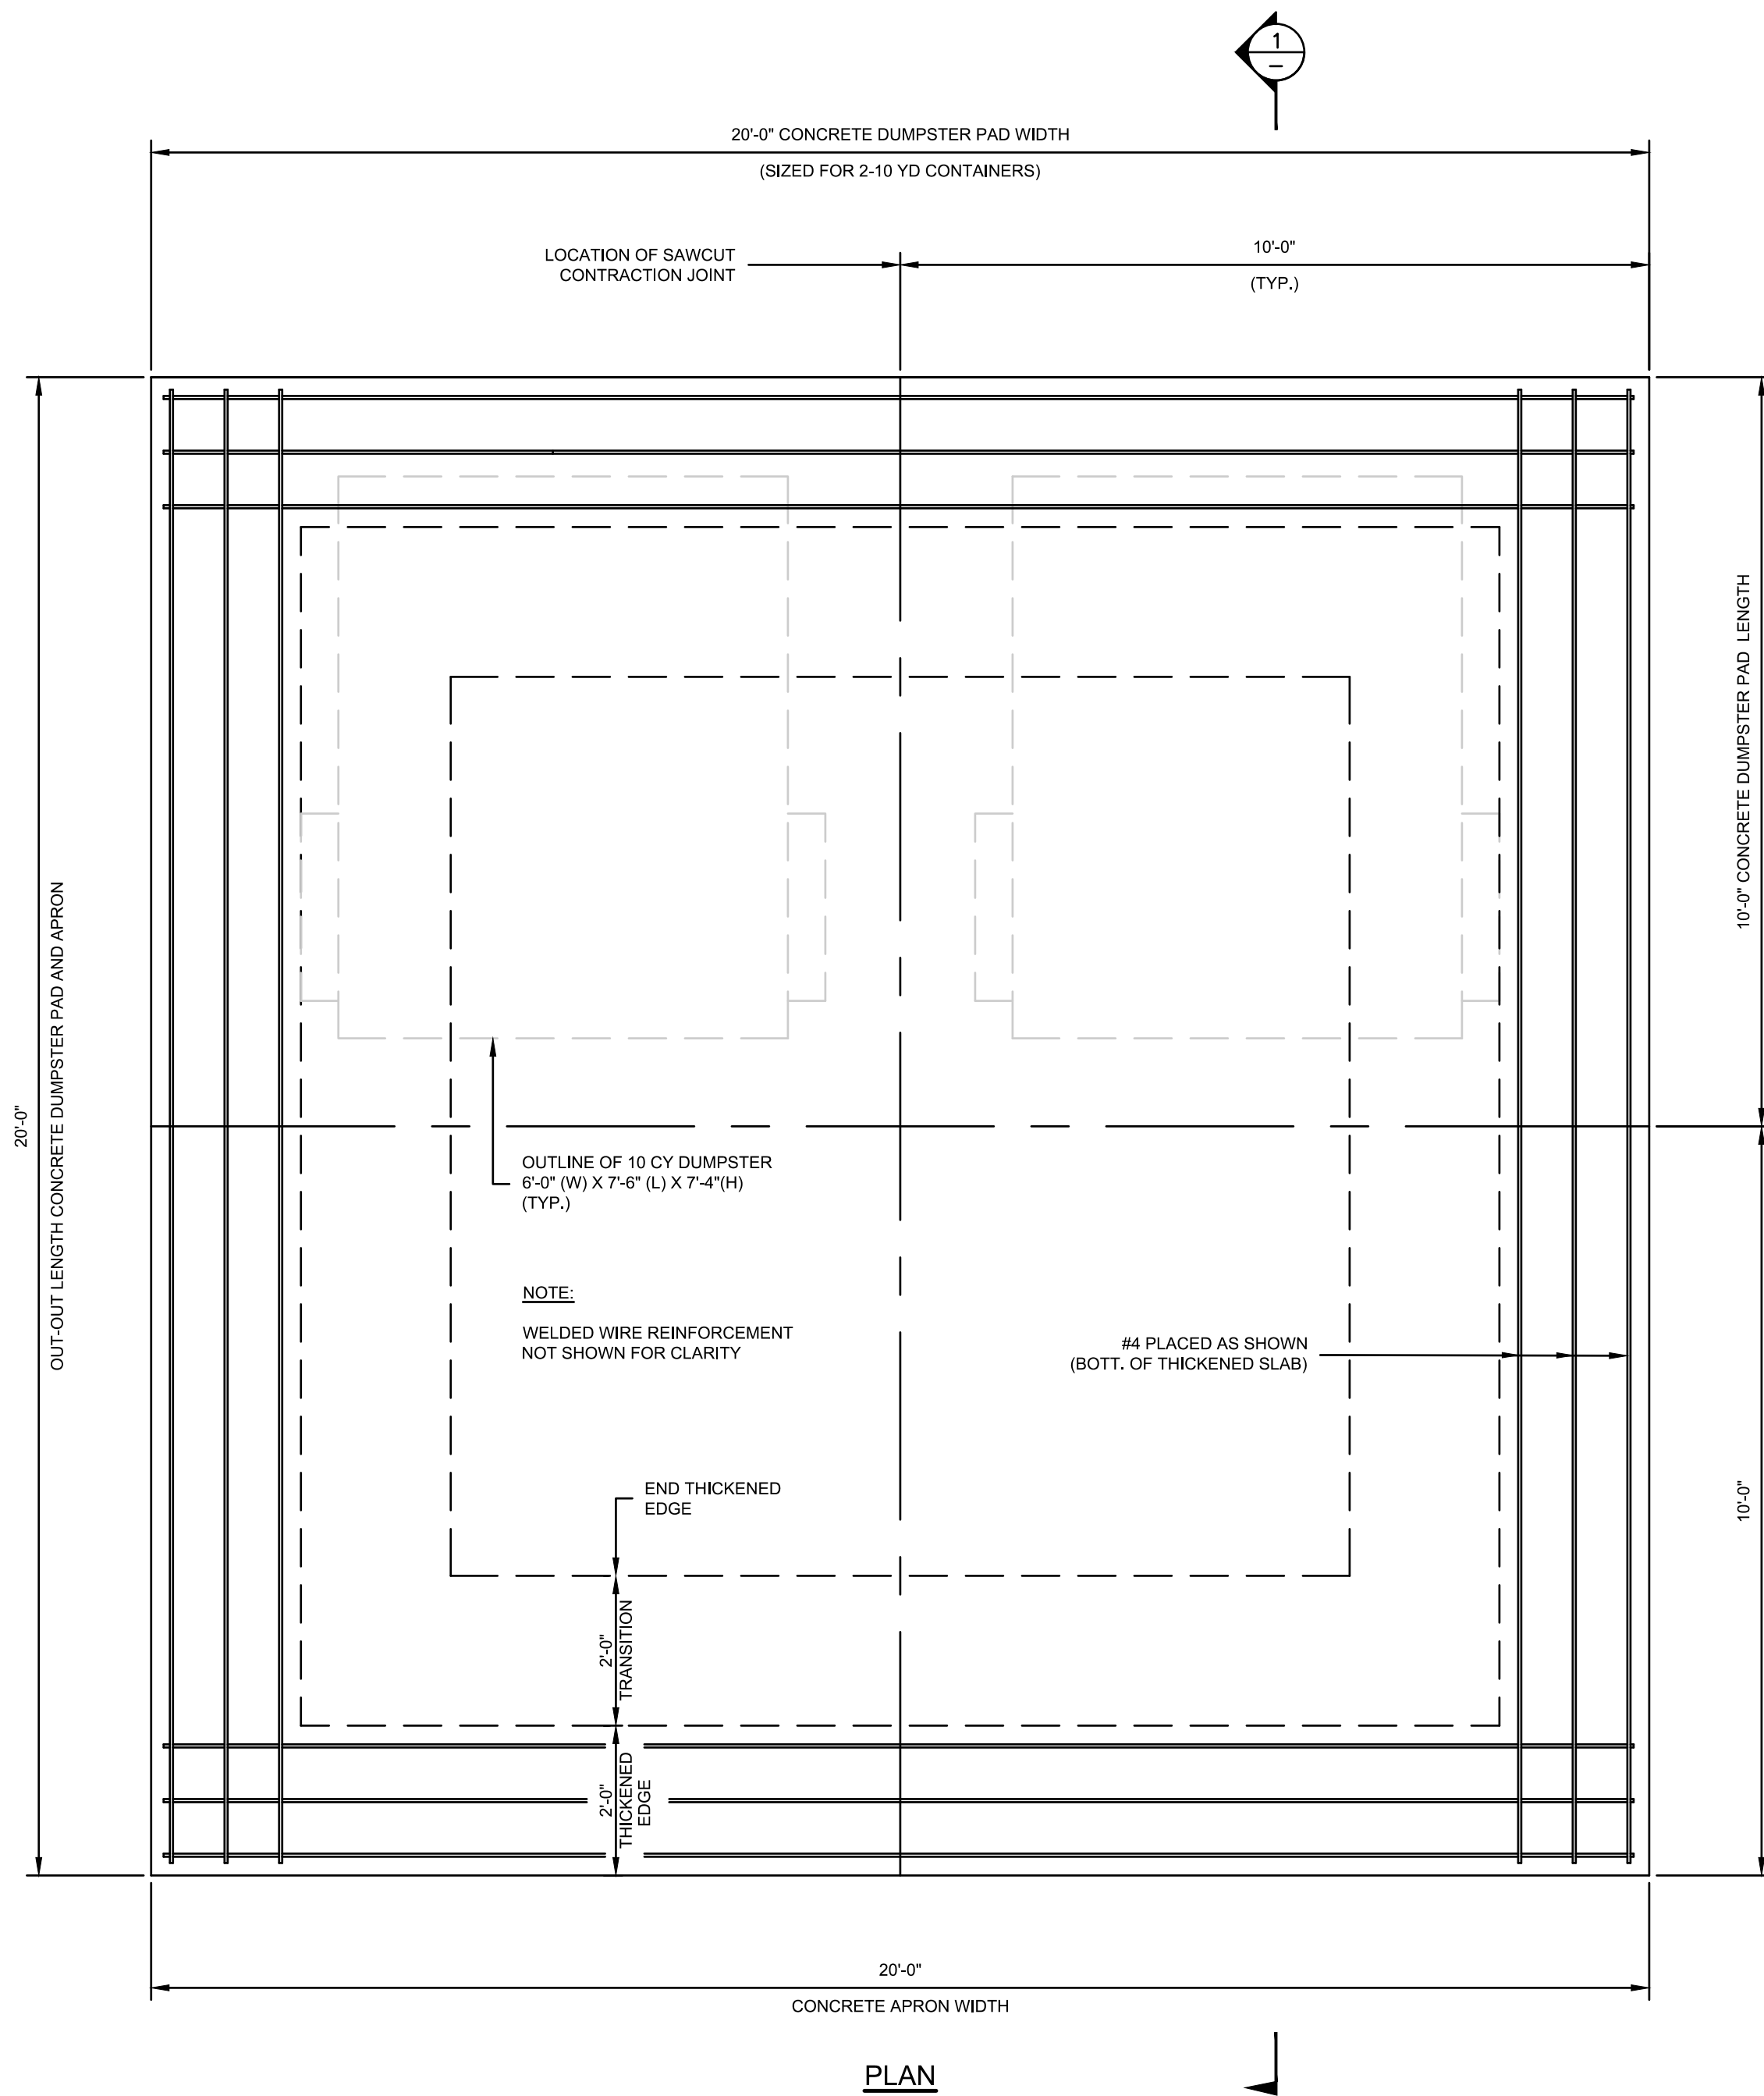 1
–
20'-0" CONCRETE DUMPSTER PAD WIDTH
(SIZED FOR 2-10 YD CONTAINERS)
LOCATION OF SAWCUT
CONTRACTION JOINT
10'-0"
(TYP.)
20'-0"
OUT-OUT LENGTH CONCRETE DUMPSTER PAD AND APRON
10'-0" CONCRETE DUMPSTER PAD LENGTH
OUTLINE OF 10 CY DUMPSTER
6'-0" (W) X 7'-6" (L) X 7'-4"(H)
(TYP.)
NOTE:
WELDED WIRE REINFORCEMENT
NOT SHOWN FOR CLARITY
#4 PLACED AS SHOWN
(BOTT. OF THICKENED SLAB)
END THICKENED
EDGE
10'-0"
2'-0"
TRANSITION
2'-0"
THICKENED
EDGE
20'-0"
CONCRETE APRON WIDTH
PLAN